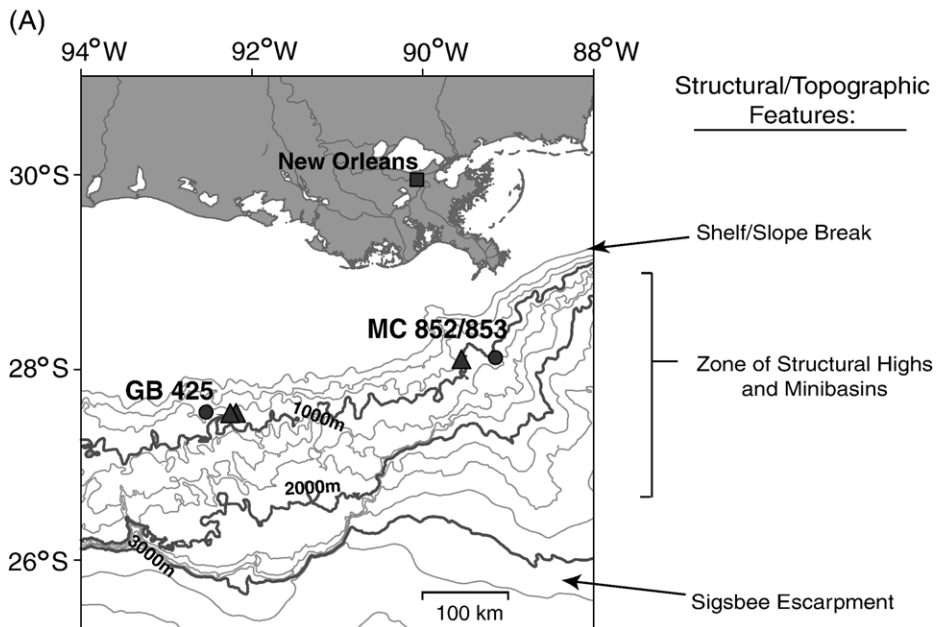 (A)
94°W
92°W
90°W
88°W
Structural/Topographic
Features:
New Orleans
30°S
Shelf/Slope Break
MC 852/853
28°S
Zone of Structural Highs
and Minibasins
GB 425
1000m
2000m
3000m
26°S
100 km
Sigsbee Escarpment